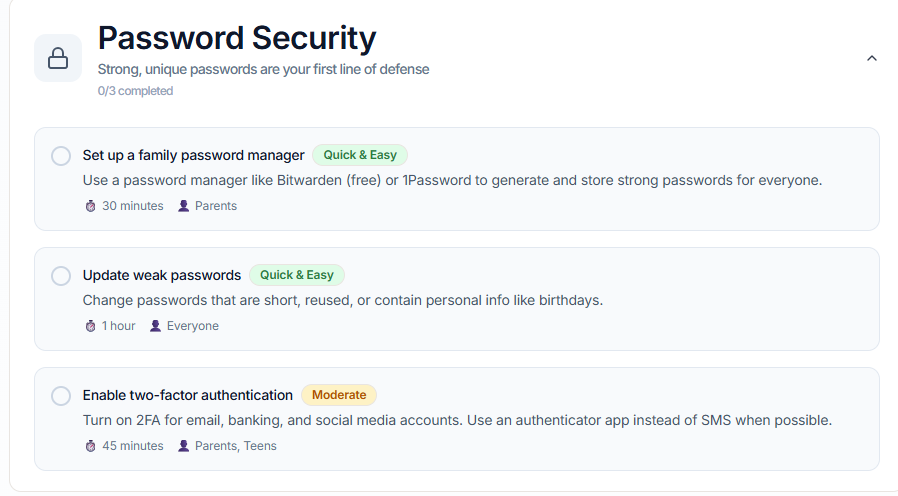 Password Security
Strong, unique passwords are your first line of defense
0/3 completed
Set up a family password manager Quick & Easy
Use a password manager like Bitwarden (free) or 1Password to generate and store strong passwords for everyone.
30 minutes Parents
Update weak passwords Quick & Easy
Change passwords that are short, reused, or contain personal info like birthdays.
1 hour Everyone
Enable two-factor authentication Moderate
Turn on 2FA for email, banking, and social media accounts. Use an authenticator app instead of SMS when possible.
45 minutes Parents, Teens